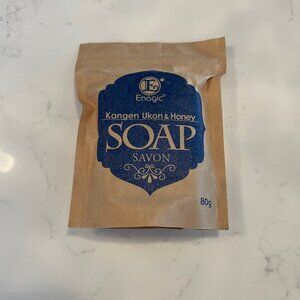 E
Enagic®
Kangen Ukon & Honey
SOAP
SAVON
80g